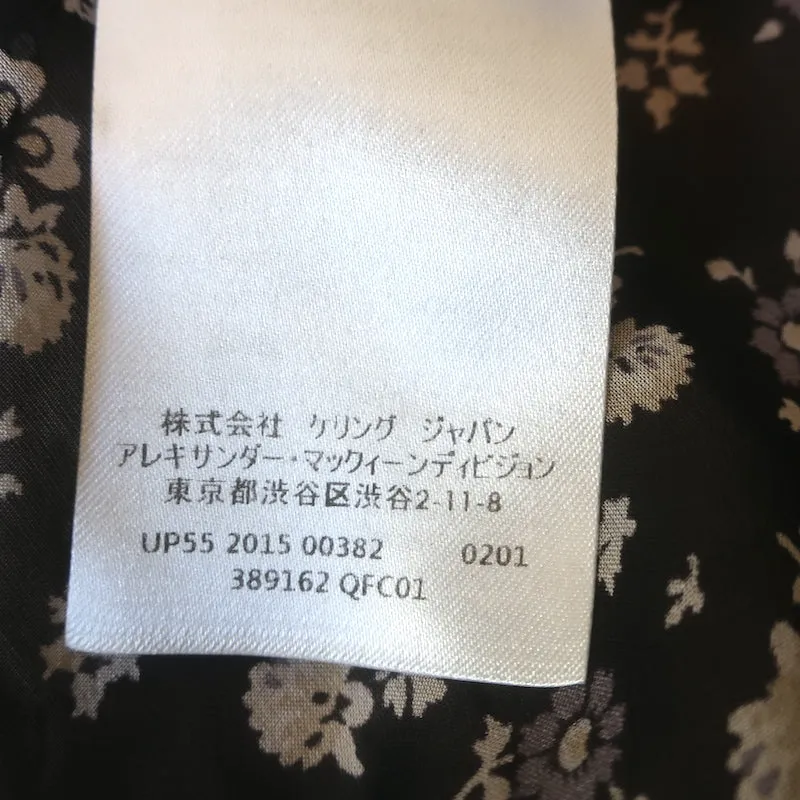 株式会社 ケリング ジャパン
アレキサンダー・マックィーンディビジョン
東京都渋谷区渋谷2-11-8
UP55 2015 00382 0201
389162 QFC01